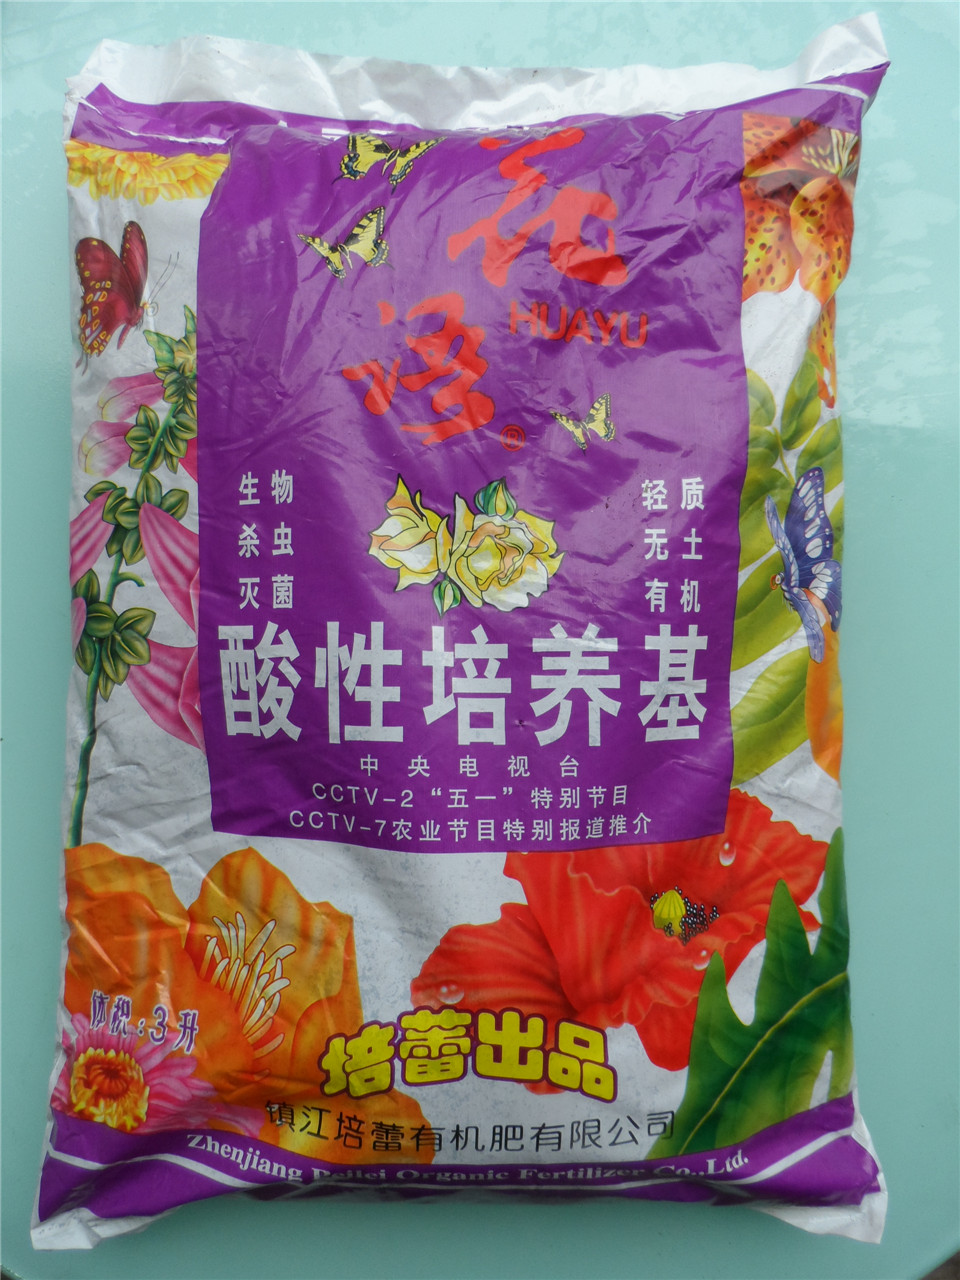 花语
HUAYU
®
生物
杀虫
灭菌
轻质
无土
有机
酸性培养基
中央电视台
CCTV-2“五一”特别节目
CCTV-7农业节目特别报道推介
体积:3升
培蕾出品
镇江培蕾有机肥有限公司
Zhenjiang Peilei Organic Fertilizer Co.,Ltd.